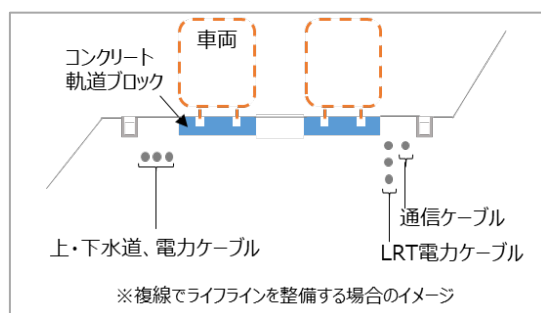 車両
コンクリート
軌道ブロック
通信ケーブル
上・下水道、電力ケーブル
LRT電力ケーブル
※複線でライフラインを整備する場合のイメージ